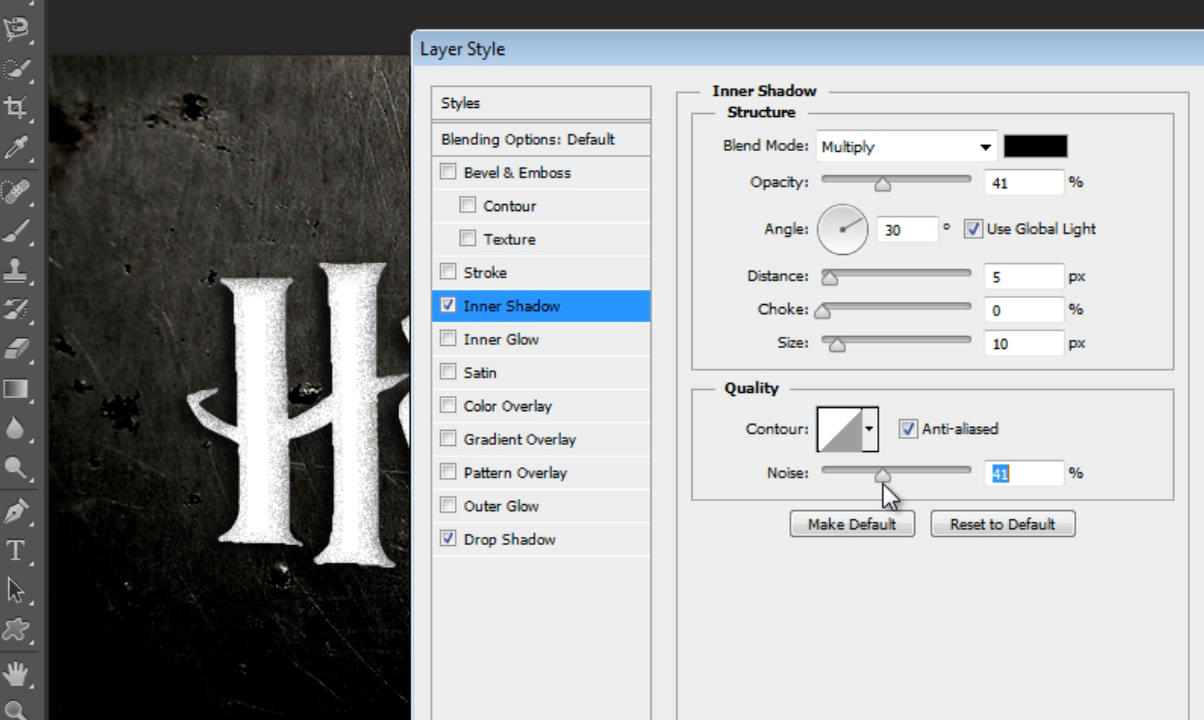 Layer Style
Styles
Blending Options: Default
Bevel & Emboss
Contour
Texture
Stroke
Inner Shadow
Inner Glow
Satin
Color Overlay
Gradient Overlay
Pattern Overlay
Outer Glow
Drop Shadow
Inner Shadow
Structure
Blend Mode: Multiply
Opacity: 41 %
Angle: 30 ° Use Global Light
Distance: 5 px
Choke: 0 %
Size: 10 px
Quality
Contour: Anti-aliased
Noise: 41 %
Make Default Reset to Default
H
T